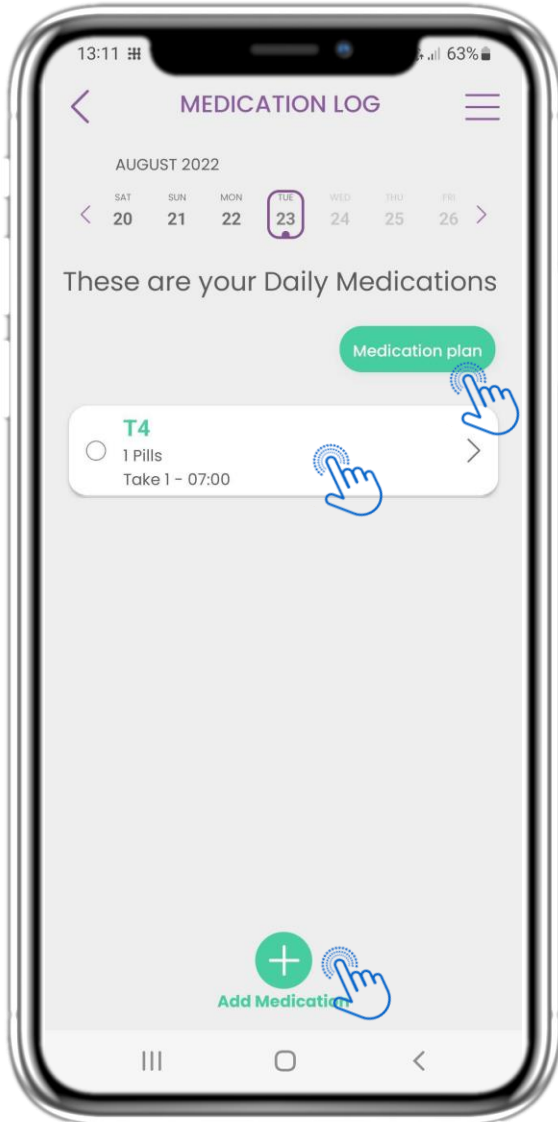 13:11 63%
MEDICATION LOG
AUGUST 2022
SAT SUN MON TUE WED THU FRI
20 21 22 23 24 25 26
These are your Daily Medications
Medication plan
T4
1 Pills
Take 1 - 07:00
Add Medication